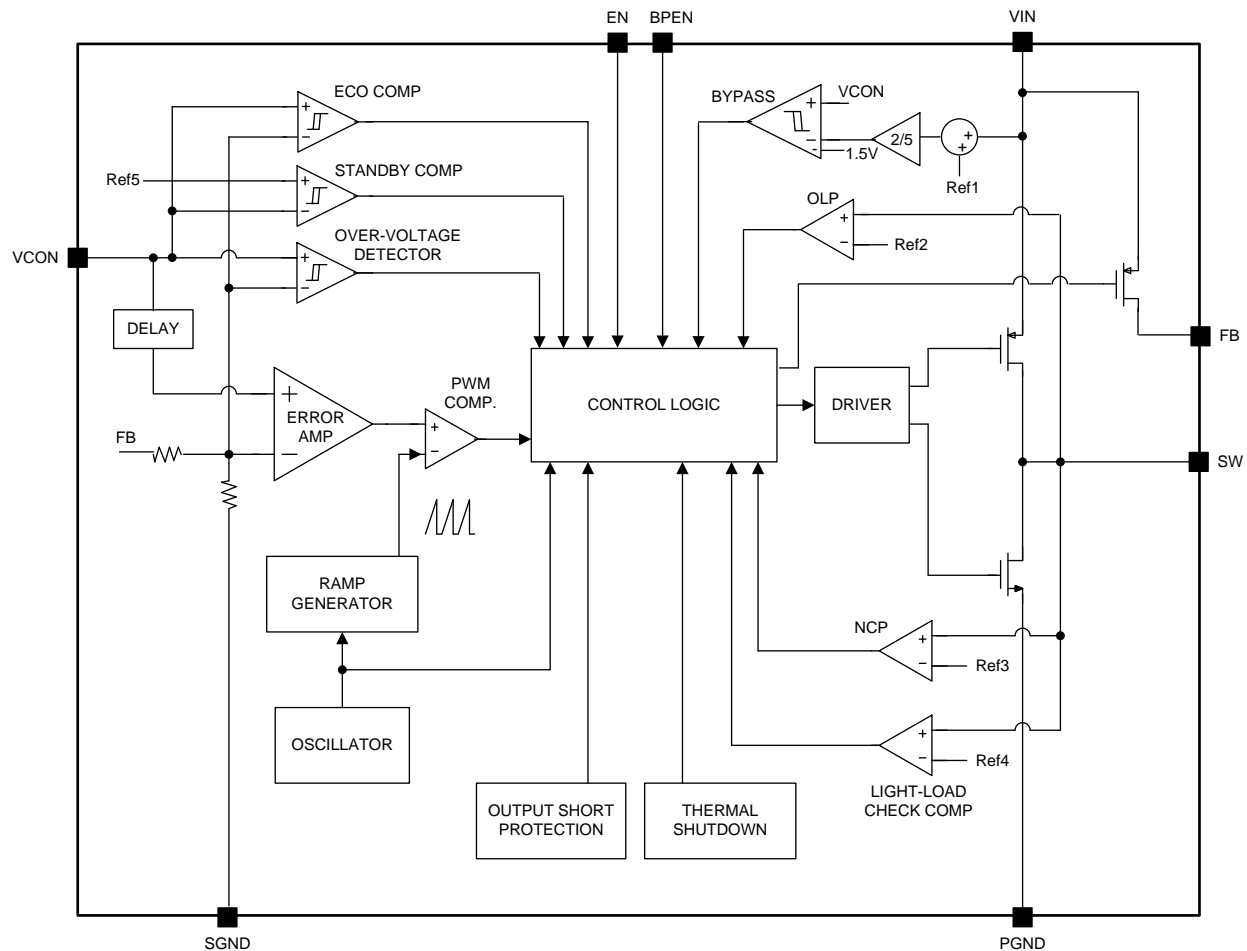 EN
BPEN
VIN
ECO COMP
+
−
BYPASS
VCON
+
−
-
1.5V
2/5
+
+
Ref1
Ref5
STANDBY COMP
+
−
OLP
+
−
Ref2
VCON
OVER-VOLTAGE
DETECTOR
+
−
DELAY
FB
CONTROL LOGIC
DRIVER
PWM
COMP.
+
−
+
ERROR
AMP
−
FB
SW
RAMP
GENERATOR
NCP
+
−
Ref3
OSCILLATOR
+
−
Ref4
LIGHT-LOAD
CHECK COMP
OUTPUT SHORT
PROTECTION
THERMAL
SHUTDOWN
SGND
PGND